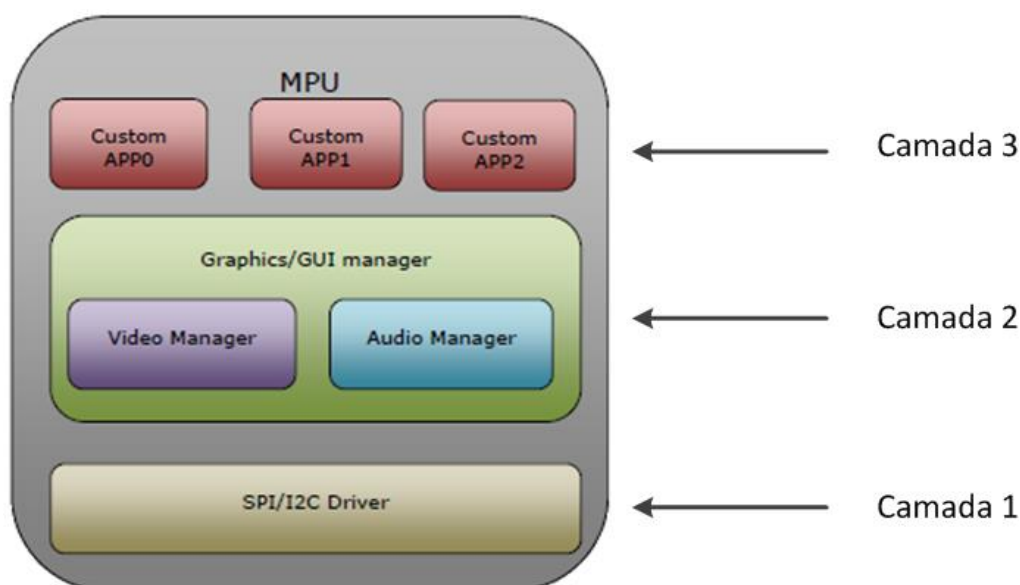 MPU
Custom
APP0
Custom
APP1
Custom
APP2
Camada 3
Graphics/GUI manager
Video Manager
Audio Manager
Camada 2
SPI/I2C Driver
Camada 1